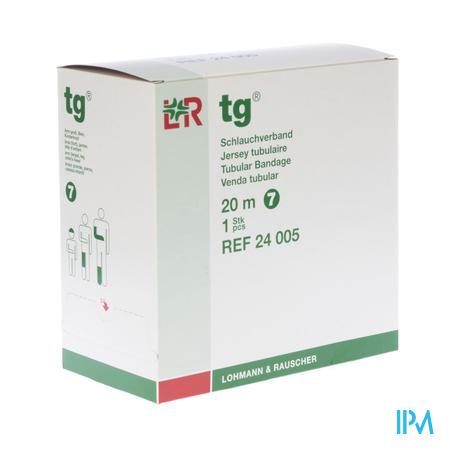 tg®
7
L&R
tg®
Schlauchverband
Jersey tubulaire
Tubular Bandage
Venda tubular
20 m 7
1 Stk
pcs
REF 24 005
LOHMANN & RAUSCHER
IPM